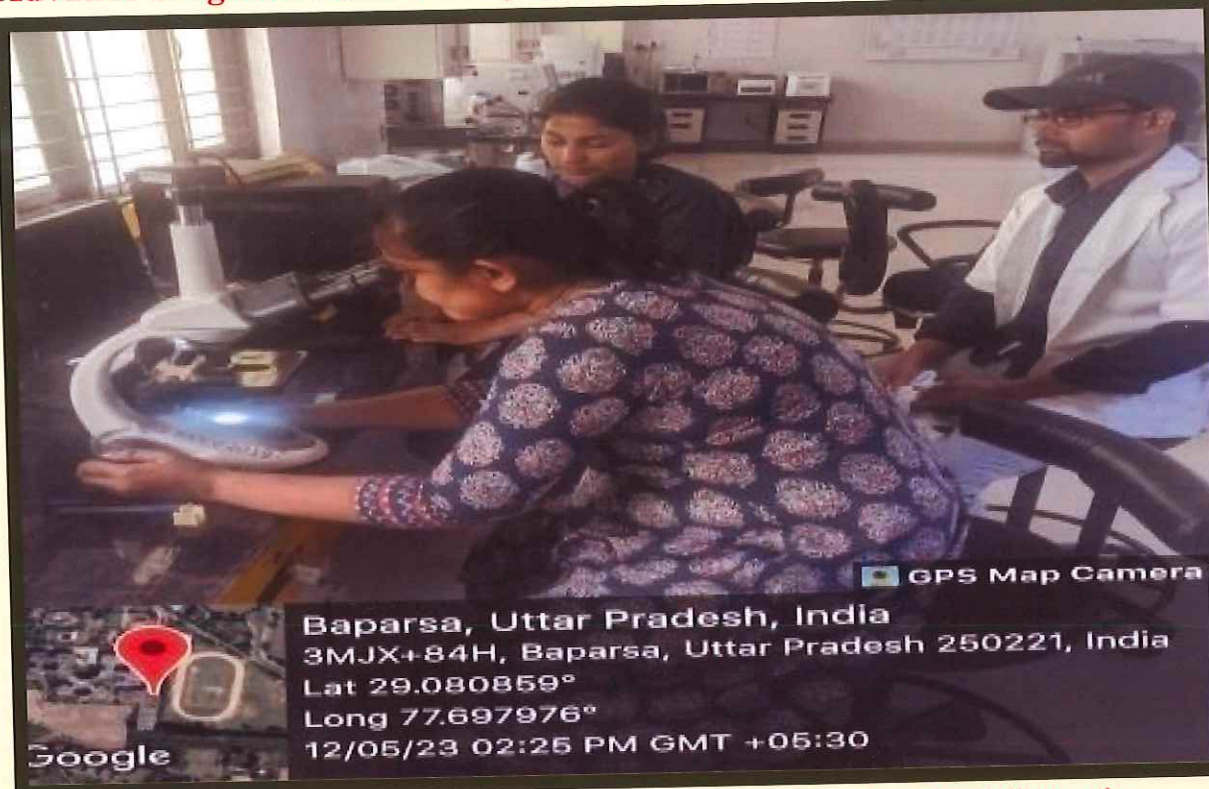 GPS Map Camera
Baparsa, Uttar Pradesh, India
3MJX+84H, Baparsa, Uttar Pradesh 250221, India
Lat 29.080859°
Long 77.697976°
12/05/23 02:25 PM GMT +05:30
Google